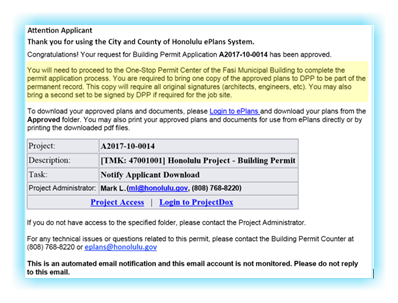 Attention Applicant
Thank you for using the City and County of Honolulu ePlans System.
Congratulations! Your request for Building Permit Application A2017-10-0014 has been approved.
You will need to proceed to the One-Stop Permit Center of the Fasi Municipal Building to complete the
permit application process. You are required to bring one copy of the approved plans to DPP to be part of the
permanent record. This copy will require all original signatures (architects, engineers, etc). You may also
bring a second set to be signed by DPP if required for the job site.
To download your approved plans and documents, please Login to ePlans and download your plans from the
Approved folder. You may also print your approved plans and documents for use from ePlans directly or by
printing the downloaded pdf files.
Project: A2017-10-0014
Description: [TMK: 47001001] Honolulu Project - Building Permit
Task: Notify Applicant Download
Project Administrator: Mark L. (ml@honolulu.gov, (808) 768-8220)
Project Access | Login to ProjectDox
If you do not have access to the specified folder, please contact the Project Administrator.
For any technical issues or questions related to this permit, please contact the Building Permit Counter at
(808) 768-8220 or eplans@honolulu.gov
This is an automated email notification and this email account is not monitored. Please do not reply
to this email.